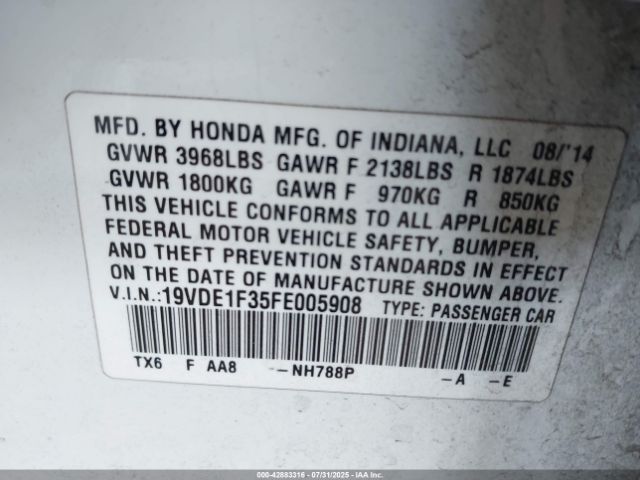 MFD. BY HONDA MFG. OF INDIANA, LLC 08/'14
GVWR 3968LBS GAWR F 2138LBS R 1874LBS
GVWR 1800KG GAWR F 970KG R 850KG
THIS VEHICLE CONFORMS TO ALL APPLICABLE
FEDERAL MOTOR VEHICLE SAFETY, BUMPER,
AND THEFT PREVENTION STANDARDS IN EFFECT
ON THE DATE OF MANUFACTURE SHOWN ABOVE.
V.I.N.:19VDE1F35FE005908 TYPE: PASSENGER CAR
TX6 F AA8 --NH788P -A -E
000-42883316 | 07/31/2025 - IAAI.COM